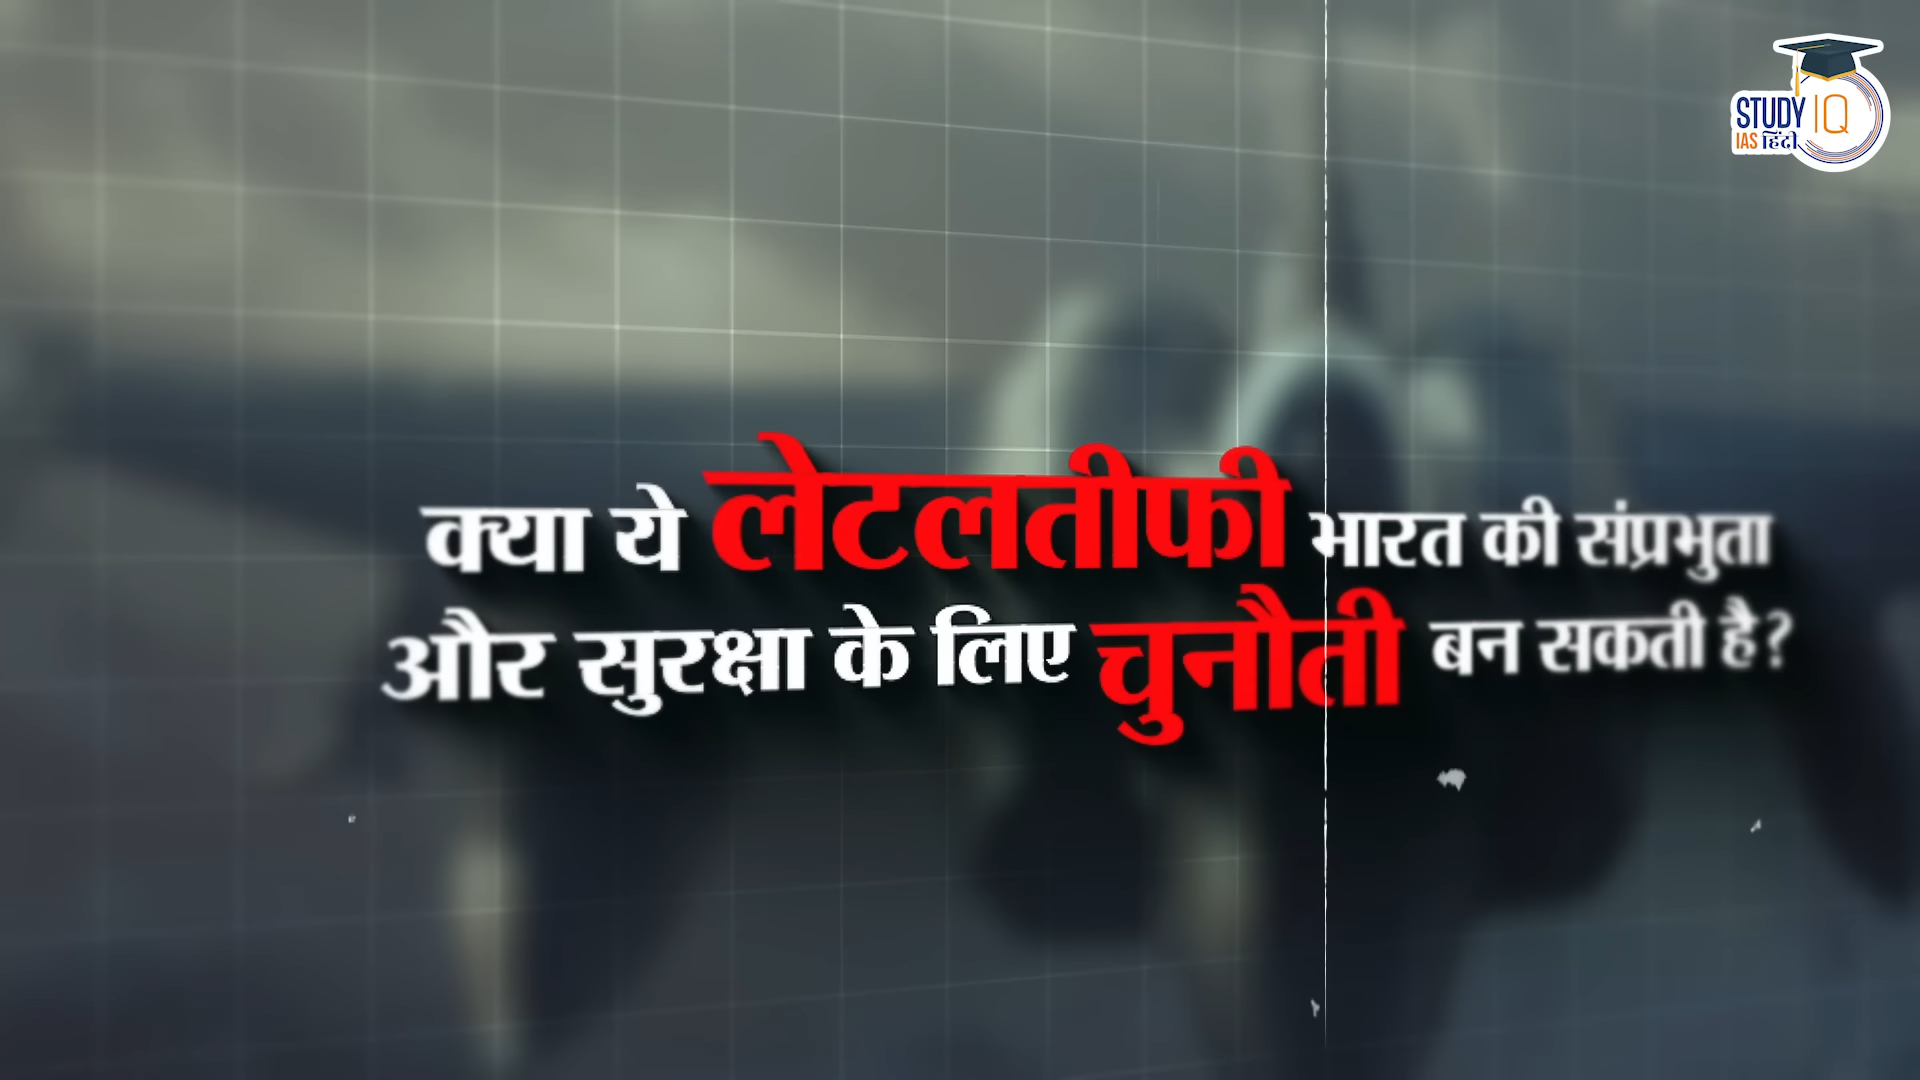 STUDY IQ
IAS हिंदी
क्या ये लेटलतीफी भारत की संप्रभुता
और सुरक्षा के लिए चुनौती बन सकती है?